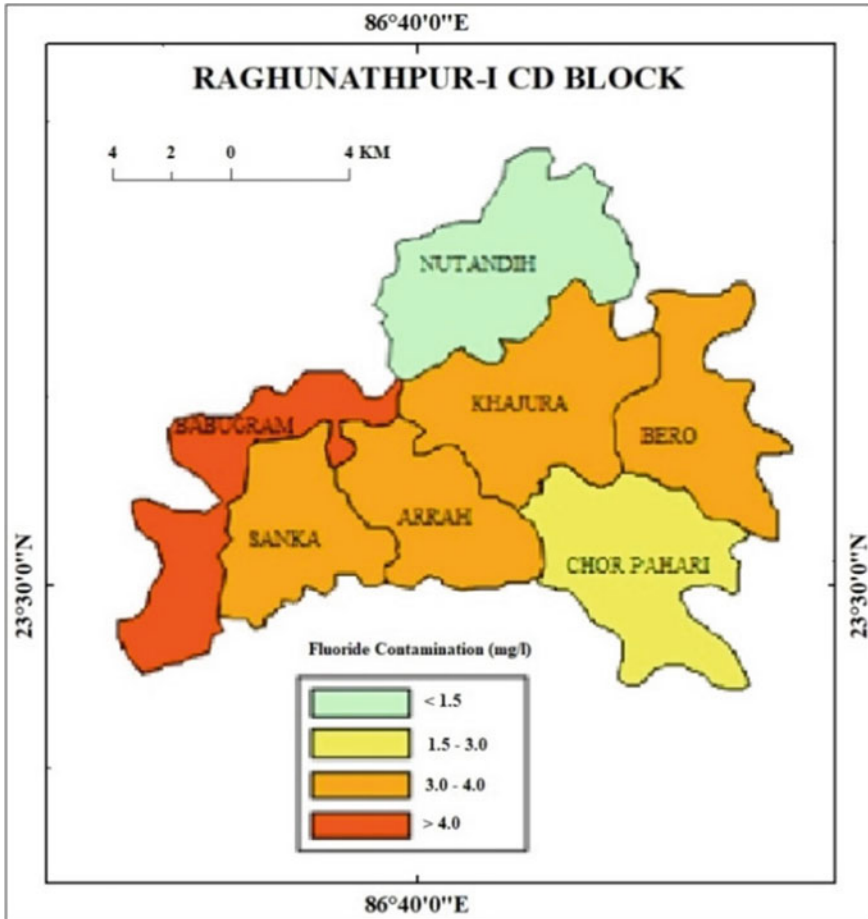 86°40'0"E
RAGHUNATHPUR-I CD BLOCK
4 2 0 4 KM
NUTANDIH
KHAJURA
BABUGRAM
BERO
ARRAH
SANKA
CHOR PAHARI
23°30'0"N
23°30'0"N
Fluoride Contamination (mg/l)
< 1.5
1.5 - 3.0
3.0 - 4.0
> 4.0
86°40'0"E